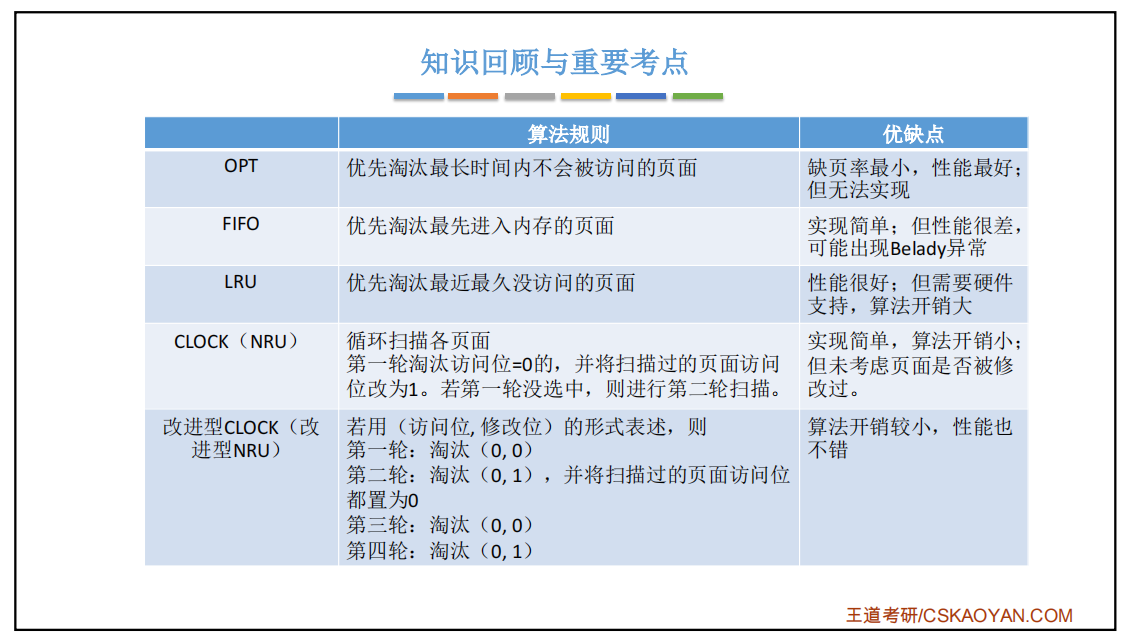 知识回顾与重要考点
算法规则
优缺点
OPT
优先淘汰最长时间内不会被访问的页面
缺页率最小，性能最好；
但无法实现
FIFO
优先淘汰最先进入内存的页面
实现简单；但性能很差，
可能出现Belady异常
LRU
优先淘汰最近最久没访问的页面
性能很好；但需要硬件
支持，算法开销大
CLOCK（NRU）
循环扫描各页面
第一轮淘汰访问位=0的，并将扫描过的页面访问
位改为1。若第一轮没选中，则进行第二轮扫描。
实现简单，算法开销小；
但未考虑页面是否被修
改过。
改进型CLOCK（改
进型NRU）
若用（访问位, 修改位）的形式表述，则
第一轮：淘汰（0, 0）
第二轮：淘汰（0, 1），并将扫描过的页面访问位
都置为0
第三轮：淘汰（0, 0）
第四轮：淘汰（0, 1）
算法开销较小，性能也
不错
王道考研/CSKAOYAN.COM